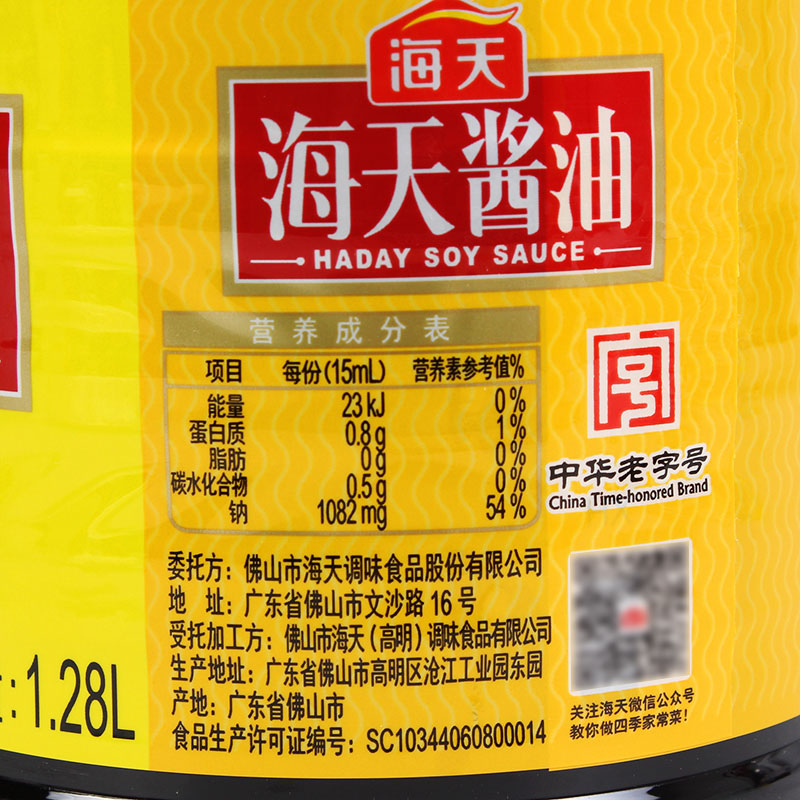 海天
海天酱油
HADAY SOY SAUCE
营养成分表
项目 每份(15mL) 营养素参考值%
能量 23 kJ 0%
蛋白质 0.8 g 1%
脂肪 0 g 0%
碳水化合物 0.5 g 0%
钠 1082 mg 54%
中华老字号
China Time-honored Brand
委托方：佛山市海天调味食品股份有限公司
地 址：广东省佛山市文沙路16号
受托加工方：佛山市海天（高明）调味食品有限公司
生产地址：广东省佛山市高明区沧江工业园东园
产地：广东省佛山市
食品生产许可证编号：SC10344060800014
关注海天微信公众号
教你做四季家常菜！
: 1.28L